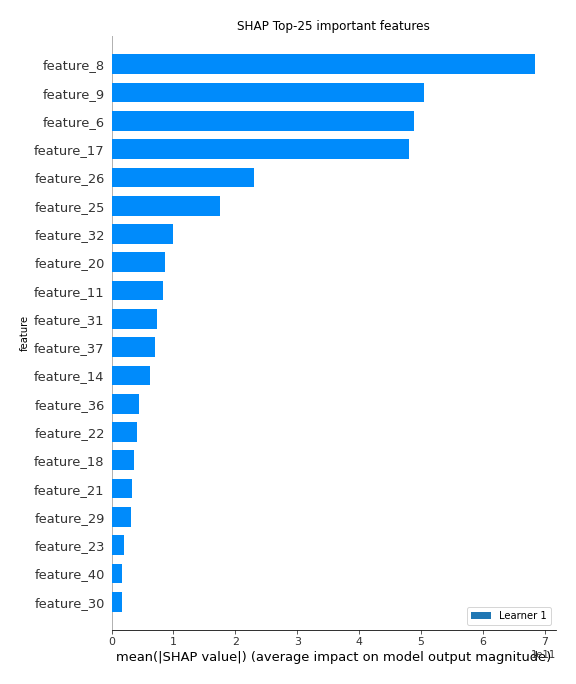 SHAP Top-25 important features
feature_8
feature_9
feature_6
feature_17
feature_26
feature_25
feature_32
feature_20
feature_11
feature_31
feature
feature_37
feature_14
feature_36
feature_22
feature_18
feature_21
feature_29
feature_23
feature_40
feature_30
Learner 1
0 1 2 3 4 5 6 7
1e11
mean(|SHAP value|) (average impact on model output magnitude)